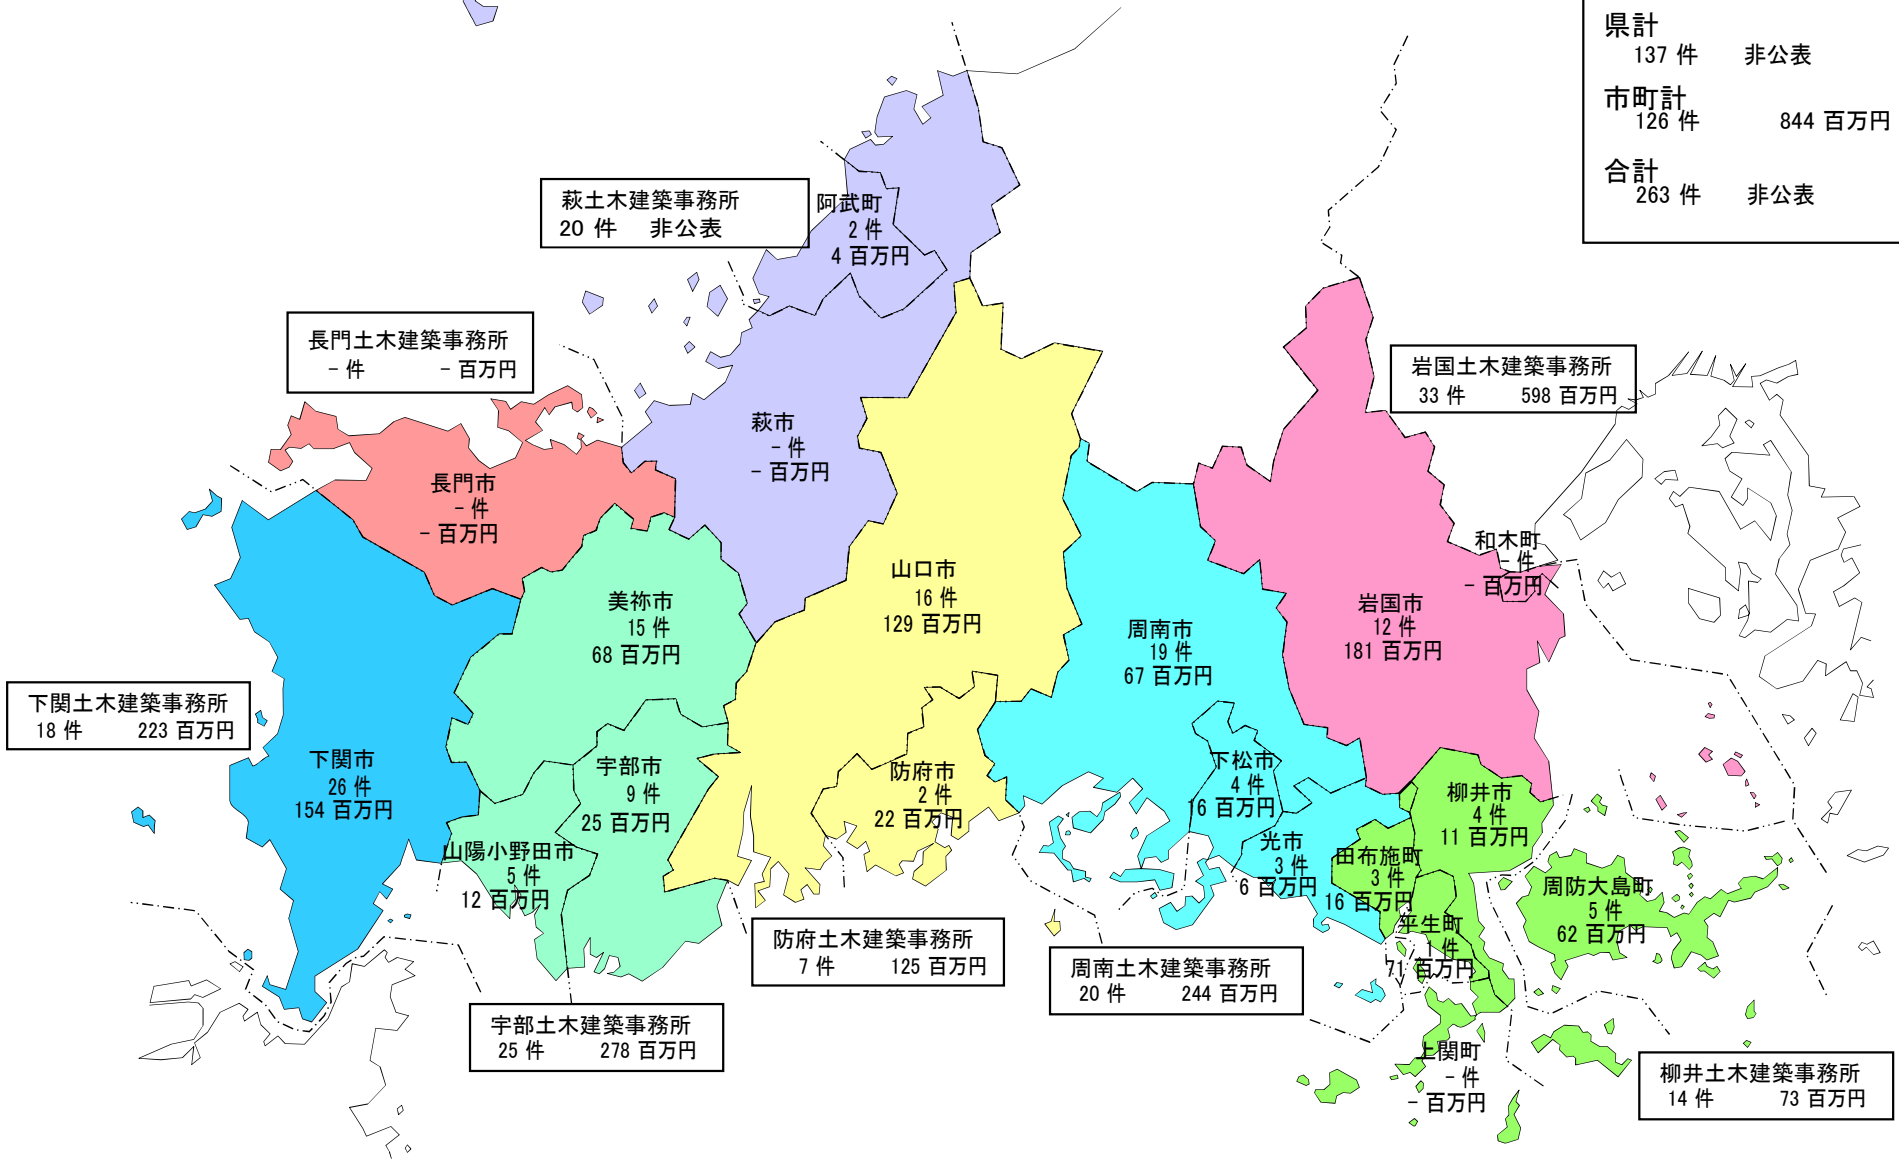 県計
137 件 非公表
市町計
126 件 844 百万円
合計
263 件 非公表
萩土木建築事務所
20 件 非公表
阿武町
2 件
4 百万円
長門土木建築事務所
− 件 − 百万円
岩国土木建築事務所
33 件 598 百万円
萩市
− 件
− 百万円
長門市
− 件
− 百万円
和木町
− 件
− 百万円
山口市
16 件
129 百万円
美祢市
15 件
68 百万円
岩国市
12 件
181 百万円
周南市
19 件
67 百万円
下関土木建築事務所
18 件 223 百万円
下関市
26 件
154 百万円
宇部市
9 件
25 百万円
防府市
2 件
22 百万円
下松市
4 件
16 百万円
柳井市
4 件
11 百万円
山陽小野田市
5 件
12 百万円
光市
3 件
6 百万円
田布施町
3 件
16 百万円
周防大島町
5 件
62 百万円
平生町
1 件
71 百万円
防府土木建築事務所
7 件 125 百万円
周南土木建築事務所
20 件 244 百万円
宇部土木建築事務所
25 件 278 百万円
上関町
− 件
− 百万円
柳井土木建築事務所
14 件 73 百万円